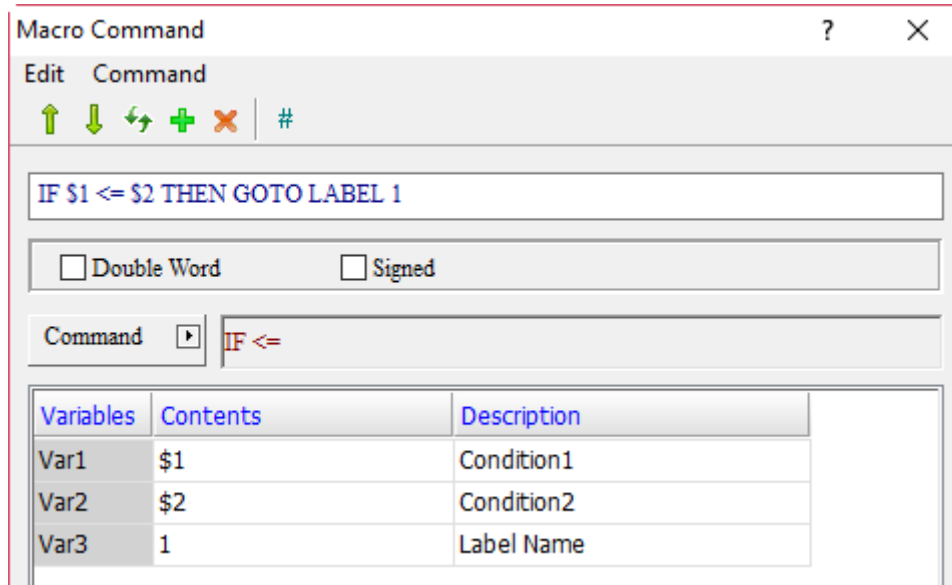 Macro Command ? ×
Edit Command
#
IF $1 <= $2 THEN GOTO LABEL 1
Double Word Signed
Command IF <=
Variables Contents Description
Var1 $1 Condition1
Var2 $2 Condition2
Var3 1 Label Name